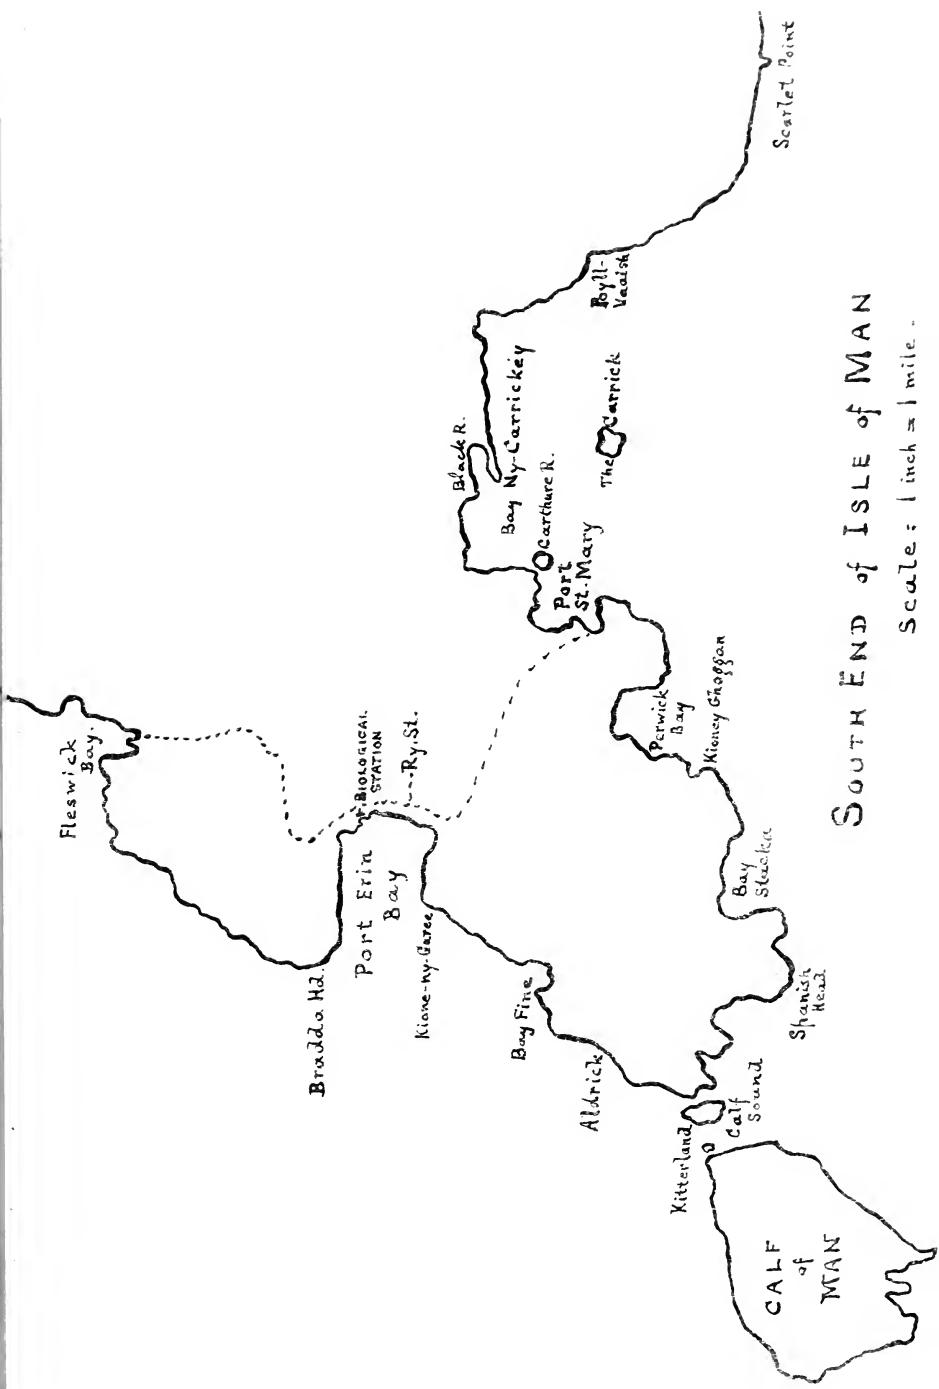 Fleswick
Bay.
Bradda Hd.
Port Erin
Bay
BIOLOGICAL
STATION
Ry. St.
Kione-ny-Garee
Bay Fine
Aldrick
Kitterland
Calf
Sound
CALF
of
MAN
Spanish
Head
Bay
Stacka
Kioney Ghoggan
Perwick
Bay
Port
St. Mary
Carthure R.
Black R.
Bay Ny-Carrickey
The Carrick
Poyll-
Vaaish
Scarlet Point
SOUTH END of ISLE of MAN
Scale: 1 inch = 1 mile.